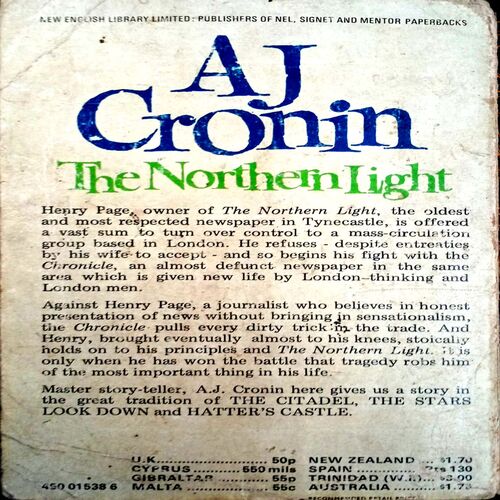 NEW ENGLISH LIBRARY LIMITED: PUBLISHERS OF NEL, SIGNET AND MENTOR PAPERBACKS
AJ
Cronin
The Northern Light
Henry Page, owner of The Northern Light, the oldest
and most respected newspaper in Tynecastle, is offered
a vast sum to turn over control to a mass-circulation
group based in London. He refuses - despite entreaties
by his wife to accept - and so begins his fight with the
Chronicle, an almost defunct newspaper in the same
area which is given new life by London-thinking and
London men.
Against Henry Page, a journalist who believes in honest
presentation of news without bringing in sensationalism,
the Chronicle pulls every dirty trick in the trade. And
Henry, brought eventually almost to his knees, stoically
holds on to his principles and The Northern Light. It is
only when he has won the battle that tragedy robs him
of the most important thing in his life.
Master story-teller, A.J. Cronin here gives us a story in
the great tradition of THE CITADEL, THE STARS
LOOK DOWN and HATTER'S CASTLE.
U.K. 50p NEW ZEALAND $1.70
CYPRUS 550 mils SPAIN 130
GIBRALTAR 55p TRINIDAD (W.I.) $3.00
450 01538 6 MALTA 55c AUSTRALIA
RECOMMENDED RETAIL PRICE